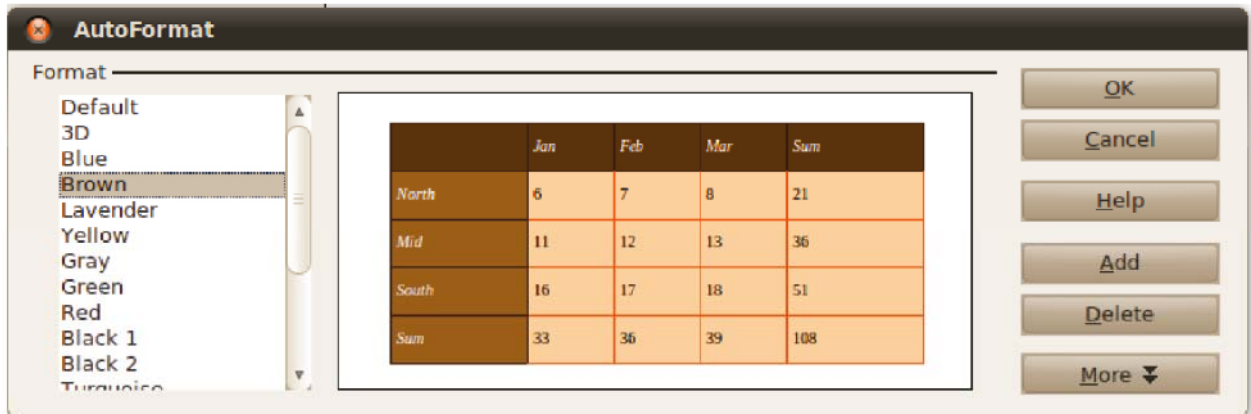 AutoFormat
Format
Default
3D
Blue
Brown
Lavender
Yellow
Gray
Green
Red
Black 1
Black 2
Turquoise
Jan Feb Mar Sum
North 6 7 8 21
Mid 11 12 13 36
South 16 17 18 51
Sum 33 36 39 108
OK
Cancel
Help
Add
Delete
More